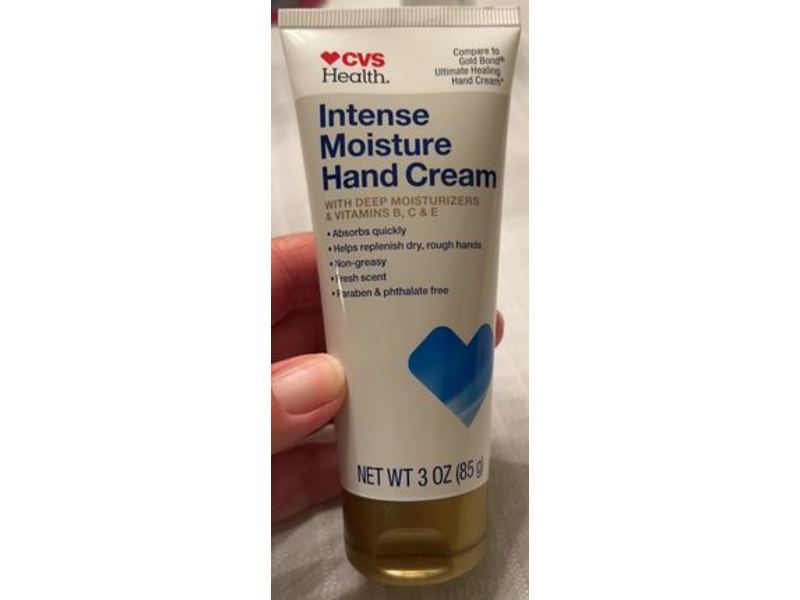 CVS
Health.
Compare to
Gold Bond®
Ultimate Healing
Hand Cream*
Intense
Moisture
Hand Cream
WITH DEEP MOISTURIZERS
& VITAMINS B, C & E
• Absorbs quickly
• Helps replenish dry, rough hands
• Non-greasy
• Fresh scent
• Paraben & phthalate free
NET WT 3 OZ (85 g)